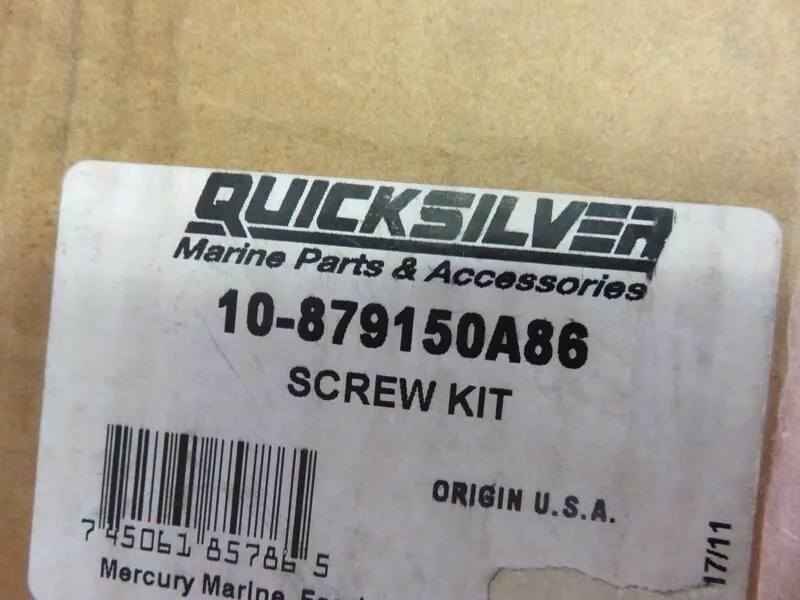 QUICKSILVER
Marine Parts & Accessories
10-879150A86
SCREW KIT
ORIGIN U.S.A.
7 45061 85786 5
Mercury Marine,
17/11